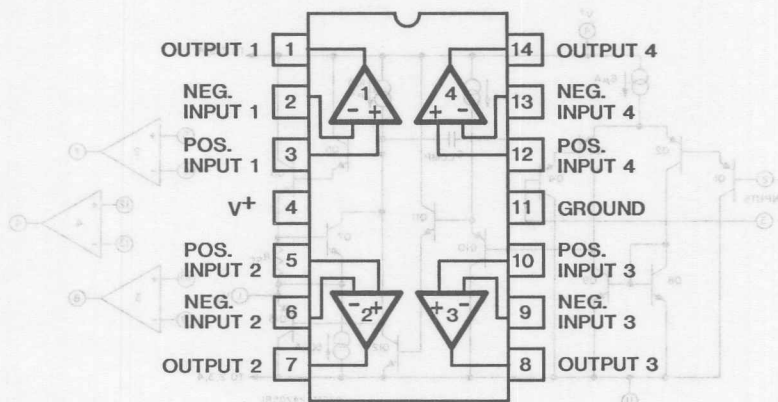 OUTPUT 1 1
NEG. INPUT 1 2
POS. INPUT 1 3
V+ 4
POS. INPUT 2 5
NEG. INPUT 2 6
OUTPUT 2 7
14 OUTPUT 4
13 NEG. INPUT 4
12 POS. INPUT 4
11 GROUND
10 POS. INPUT 3
9 NEG. INPUT 3
8 OUTPUT 3
1
- +
4
+ -
- 2 +
+ 3 -